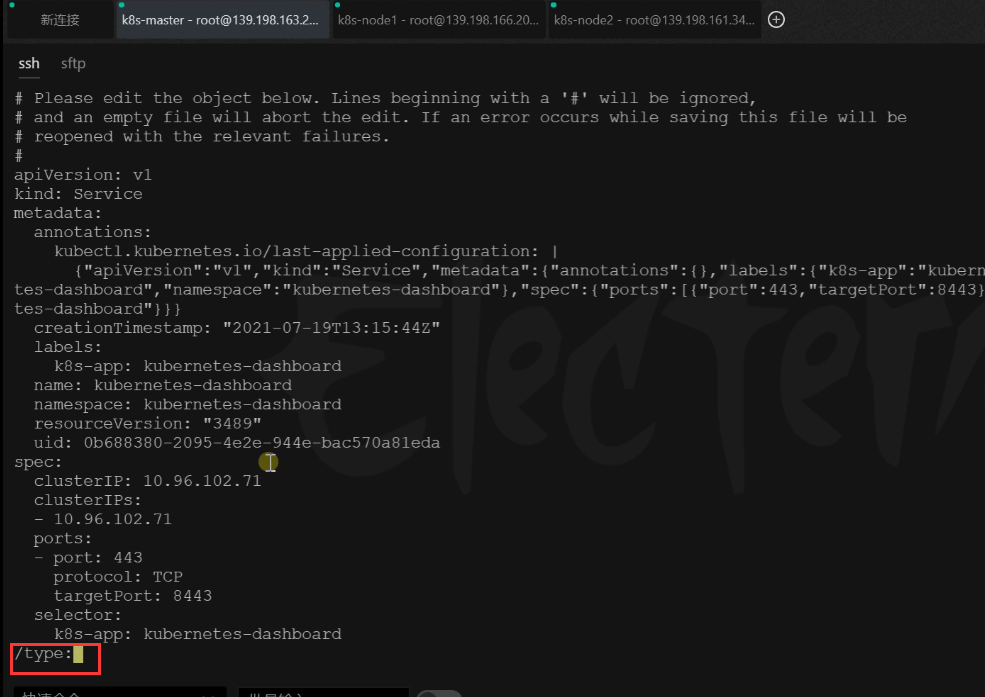 新连接 k8s-master - root@139.198.163.2... k8s-node1 - root@139.198.166.20... k8s-node2 - root@139.198.161.34...
ssh sftp
# Please edit the object below. Lines beginning with a '#' will be ignored,
# and an empty file will abort the edit. If an error occurs while saving this file will be
# reopened with the relevant failures.
#
apiVersion: v1
kind: Service
metadata:
  annotations:
    kubectl.kubernetes.io/last-applied-configuration: |
      {"apiVersion":"v1","kind":"Service","metadata":{"annotations":{},"labels":{"k8s-app":"kubern
tes-dashboard","namespace":"kubernetes-dashboard"},"spec":{"ports":[{"port":443,"targetPort":8443}
tes-dashboard"}}}
  creationTimestamp: "2021-07-19T13:15:44Z"
  labels:
    k8s-app: kubernetes-dashboard
  name: kubernetes-dashboard
  namespace: kubernetes-dashboard
  resourceVersion: "3489"
  uid: 0b688380-2095-4e2e-944e-bac570a81eda
spec:
  clusterIP: 10.96.102.71
  clusterIPs:
  - 10.96.102.71
  ports:
  - port: 443
    protocol: TCP
    targetPort: 8443
  selector:
    k8s-app: kubernetes-dashboard
/type: